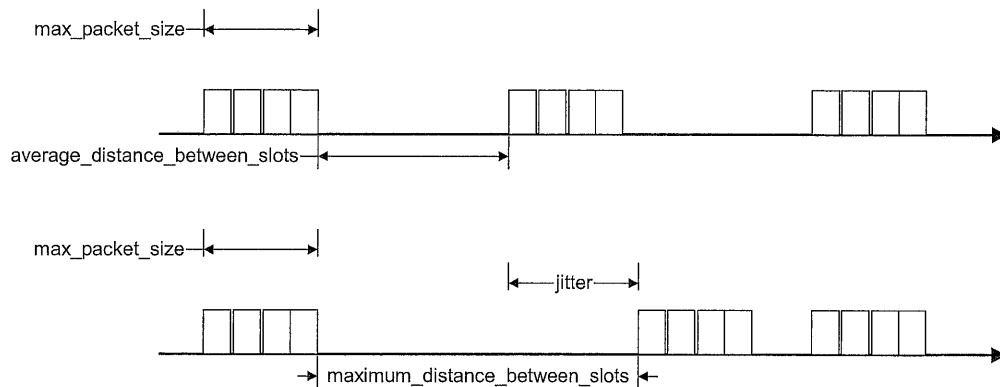 max_packet_size
average_distance_between_slots
max_packet_size
jitter
maximum_distance_between_slots